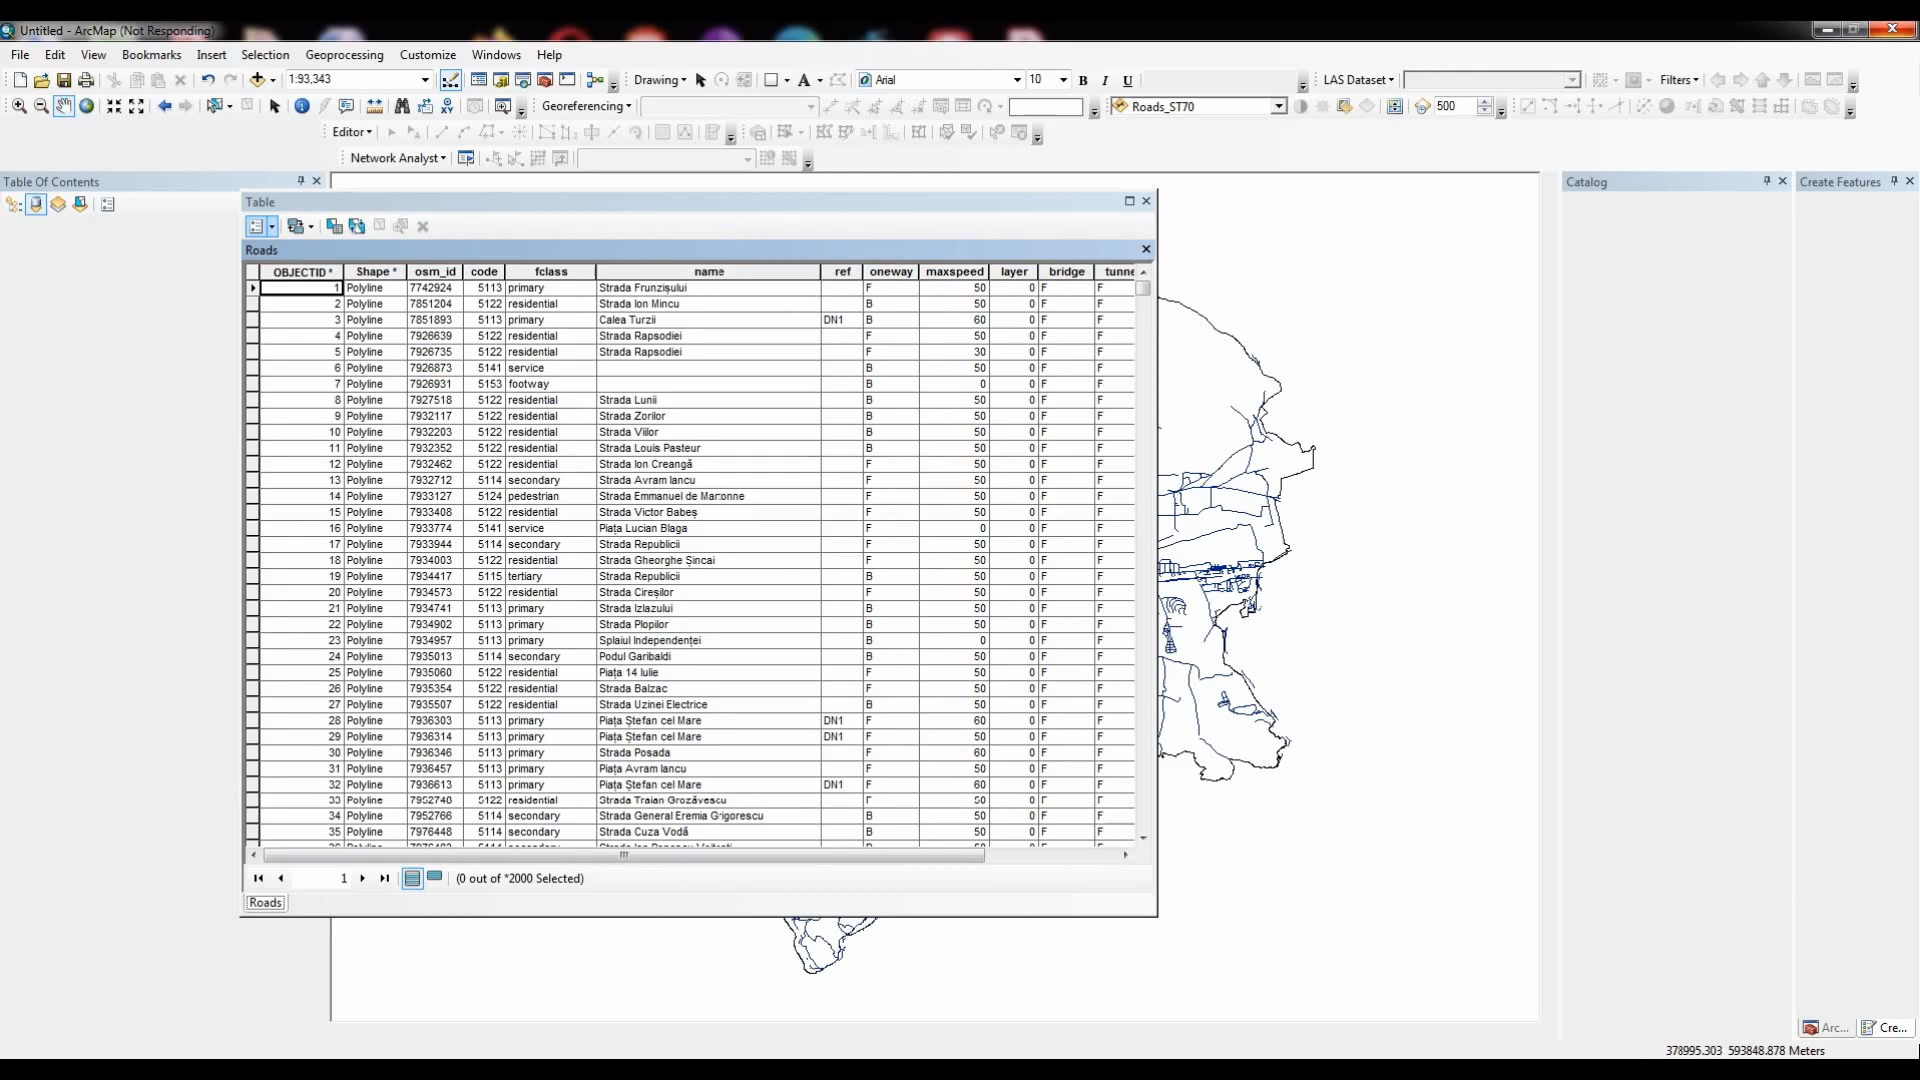 Untitled - ArcMap (Not Responding)
File Edit View Bookmarks Insert Selection Geoprocessing Customize Windows Help
1:93,343 Drawing Arial 10 B I U LAS Dataset Filters
Georeferencing Roads_ST70 500
Editor
Network Analyst
Table Of Contents
Catalog
Create Features
Table
Roads
OBJECTID * Shape * osm_id code fclass name ref oneway maxspeed layer bridge tunne
1 Polyline 7742924 5113 primary Strada Frunzișului F 50 0 F F
2 Polyline 7851204 5122 residential Strada Ion Mincu B 50 0 F F
3 Polyline 7851893 5113 primary Calea Turzii DN1 B 60 0 F F
4 Polyline 7926639 5122 residential Strada Rapsodiei F 50 0 F F
5 Polyline 7926735 5122 residential Strada Rapsodiei F 30 0 F F
6 Polyline 7926873 5141 service B 50 0 F F
7 Polyline 7926931 5153 footway B 0 0 F F
8 Polyline 7927518 5122 residential Strada Lunii B 50 0 F F
9 Polyline 7932117 5122 residential Strada Zorilor B 50 0 F F
10 Polyline 7932203 5122 residential Strada Viilor B 50 0 F F
11 Polyline 7932352 5122 residential Strada Louis Pasteur B 50 0 F F
12 Polyline 7932462 5122 residential Strada Ion Creangă F 50 0 F F
13 Polyline 7932712 5114 secondary Strada Avram Iancu F 50 0 F F
14 Polyline 7933127 5124 pedestrian Strada Emmanuel de Martonne F 50 0 F F
15 Polyline 7933408 5122 residential Strada Victor Babeș F 50 0 F F
16 Polyline 7933774 5141 service Piața Lucian Blaga F 0 0 F F
17 Polyline 7933944 5114 secondary Strada Republicii F 50 0 F F
18 Polyline 7934003 5122 residential Strada Gheorghe Șincai F 50 0 F F
19 Polyline 7934417 5115 tertiary Strada Republicii B 50 0 F F
20 Polyline 7934573 5122 residential Strada Cireșilor F 50 0 F F
21 Polyline 7934741 5113 primary Strada Izlazului B 50 0 F F
22 Polyline 7934902 5113 primary Strada Plopilor B 50 0 F F
23 Polyline 7934957 5113 primary Splaiul Independenței B 0 0 F F
24 Polyline 7935013 5114 secondary Podul Garibaldi B 50 0 F F
25 Polyline 7935060 5122 residential Piața 14 Iulie F 50 0 F F
26 Polyline 7935354 5122 residential Strada Balzac F 50 0 F F
27 Polyline 7935507 5122 residential Strada Uzinei Electrice B 50 0 F F
28 Polyline 7936303 5113 primary Piața Ștefan cel Mare DN1 F 60 0 F F
29 Polyline 7936314 5113 primary Piața Ștefan cel Mare DN1 F 50 0 F F
30 Polyline 7936346 5113 primary Strada Posada F 60 0 F F
31 Polyline 7936457 5113 primary Piața Avram Iancu F 50 0 F F
32 Polyline 7936613 5113 primary Piața Ștefan cel Mare DN1 F 60 0 F F
33 Polyline 7952740 5122 residential Strada Traian Grozăvescu F 50 0 F F
34 Polyline 7952766 5114 secondary Strada General Eremia Grigorescu B 50 0 F F
35 Polyline 7976448 5114 secondary Strada Cuza Vodă B 50 0 F F
1 (0 out of *2000 Selected)
Roads
Arc... Cre...
378995.303 593848.878 Meters